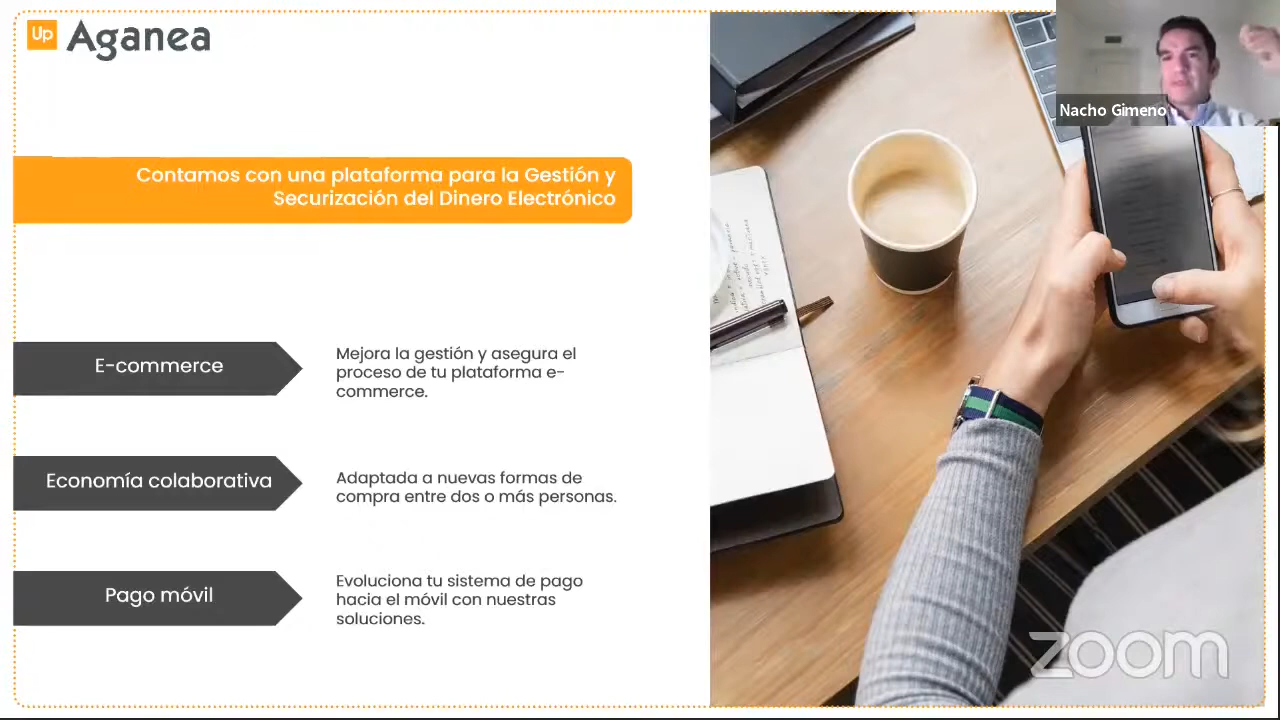 Up Aganea
Nacho Gimeno
Contamos con una plataforma para la Gestión y
Securización del Dinero Electrónico
E-commerce
Mejora la gestión y asegura el
proceso de tu plataforma e-
commerce.
Economía colaborativa
Adaptada a nuevas formas de
compra entre dos o más personas.
Pago móvil
Evoluciona tu sistema de pago
hacia el móvil con nuestras
soluciones.
zoom